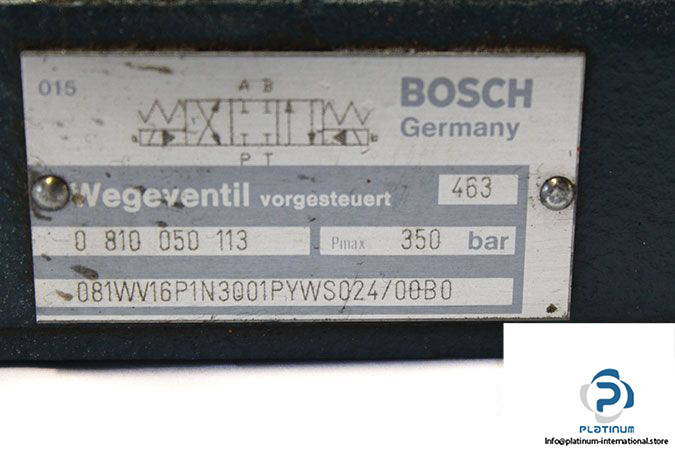 015
A B
BOSCH
Germany
a b
P T
Wegeventil vorgesteuert 463
0 810 050 113 Pmax 350 bar
081WV16P1N3001PYWS024/00B0
PLATINUM
Info@platinum-international.store